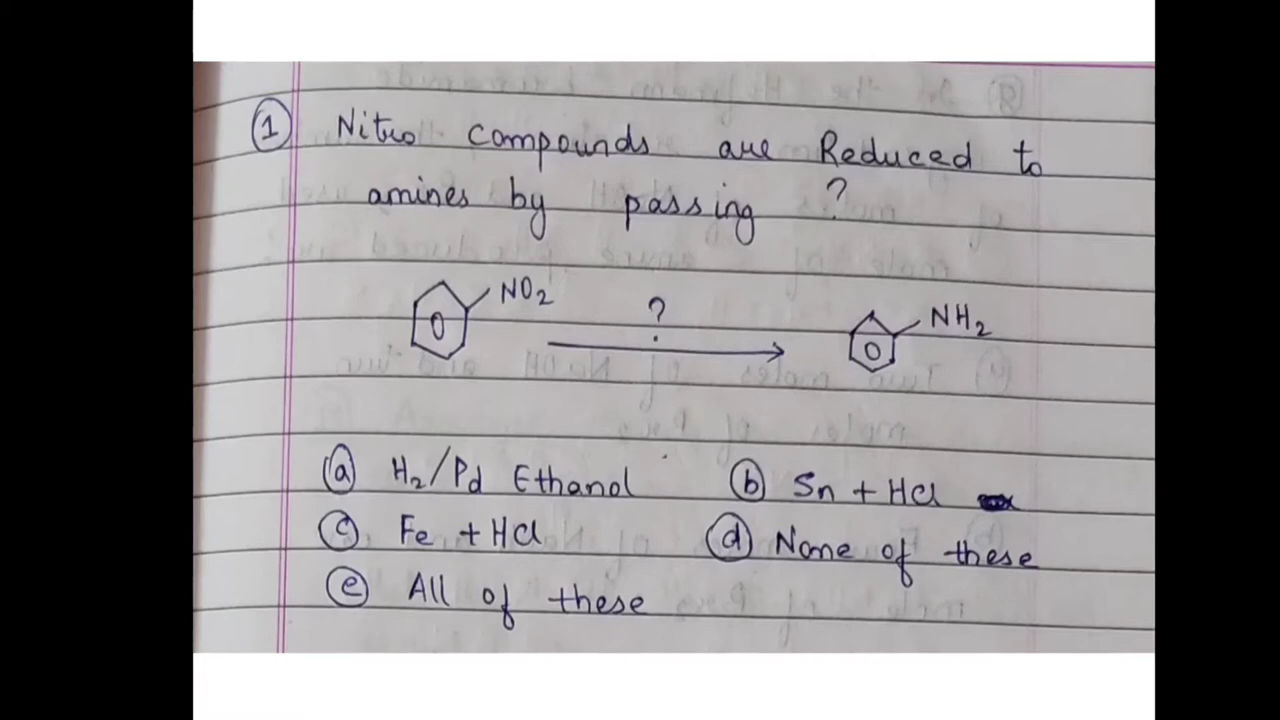 ① Nitro compounds are Reduced to
amines by passing ?
NO2 ? NH2
ⓐ H2/Pd Ethanol ⓑ Sn + HCl
ⓒ Fe + HCl ⓓ None of these
ⓔ All of these